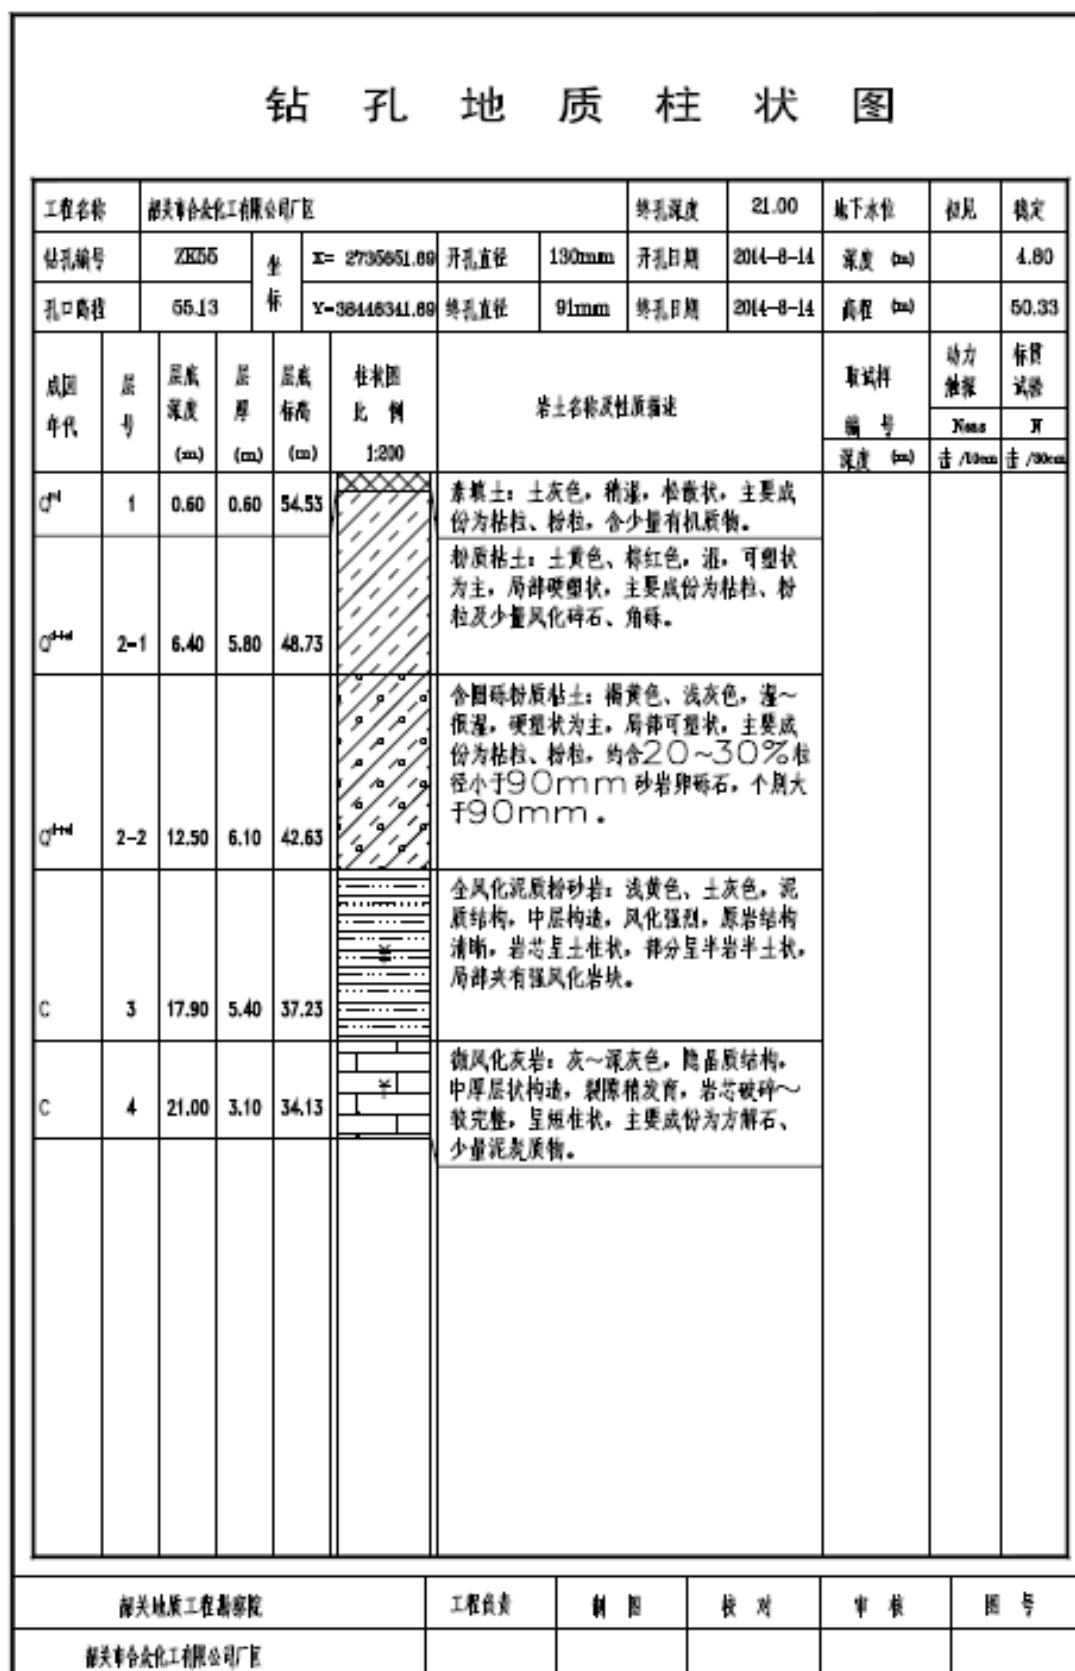 钻孔地质柱状图
工程名称 韶关市合众化工有限公司厂区 终孔深度 21.00 地下水位 初见 稳定
钻孔编号 ZK55 坐标 X= 2735651.69 开孔直径 130mm 开孔日期 2014-8-14 深度 (m) 4.80
孔口高程 55.13 Y=38448341.69 终孔直径 91mm 终孔日期 2014-8-14 高程 (m) 50.33
成因年代 层号 层底深度(m) 层厚(m) 层底标高(m) 柱状图比例1:200 岩土名称及性质描述 取试样 动力触探 标贯试验
编号 N
深度 (m) 击/10cm 击/30cm
1 0.60 0.60 54.53 素填土：土灰色，稍湿，松散状，主要成
份为粘粒、粉粒，含少量有机质物。
粉质粘土：土黄色、棕红色，湿，可塑状
为主，局部硬塑状，主要成份为粘粒、粉
粒及少量风化碎石、角砾。
2-1 6.40 5.80 48.73
含圆砾粉质粘土：褐黄色、浅灰色，湿～
很湿，硬塑状为主，局部可塑状，主要成
份为粘粒、粉粒，约含20～30%粒
径小于90mm砂岩卵砾石，个别大
于90mm。
2-2 12.50 6.10 42.63
全风化泥质粉砂岩：浅黄色、土灰色，泥
质结构，中层构造，风化强烈，原岩结构
清晰，岩芯呈土柱状，部分呈半岩半土状，
局部夹有强风化岩块。
C 3 17.90 5.40 37.23
微风化灰岩：灰～深灰色，隐晶质结构，
中厚层状构造，裂隙稍发育，岩芯破碎～
较完整，呈短柱状，主要成份为方解石、
少量泥炭质物。
C 4 21.00 3.10 34.13
韶关地质工程勘察院 工程负责 制图 校对 审核 图号
韶关市合众化工有限公司厂区